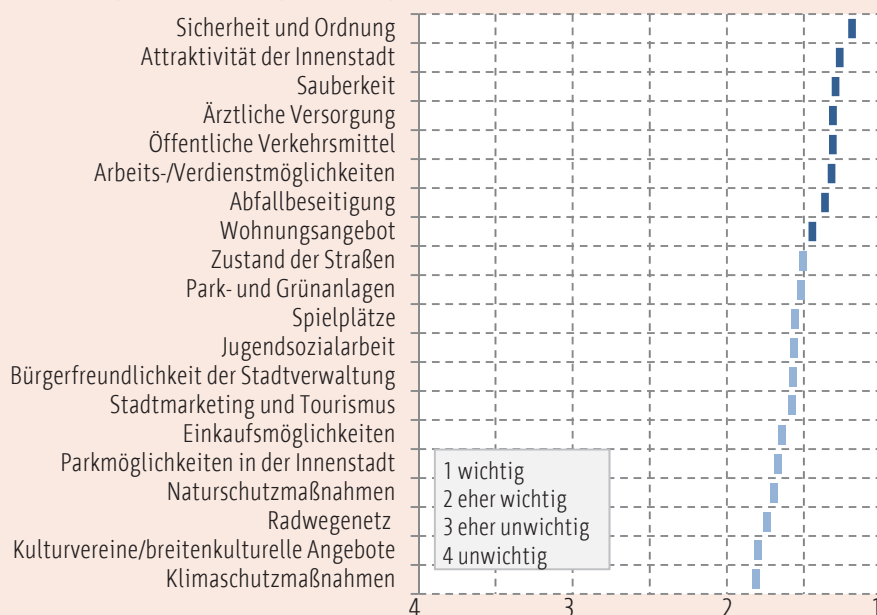 Sicherheit und Ordnung
Attraktivität der Innenstadt
Sauberkeit
Ärztliche Versorgung
Öffentliche Verkehrsmittel
Arbeits-/Verdienstmöglichkeiten
Abfallbeseitigung
Wohnungsangebot
Zustand der Straßen
Park- und Grünanlagen
Spielplätze
Jugendsozialarbeit
Bürgerfreundlichkeit der Stadtverwaltung
Stadtmarketing und Tourismus
Einkaufsmöglichkeiten
Parkmöglichkeiten in der Innenstadt
Naturschutzmaßnahmen
Radwegenetz
Kulturvereine/breitenkulturelle Angebote
Klimaschutzmaßnahmen
1 wichtig
2 eher wichtig
3 eher unwichtig
4 unwichtig
4 3 2 1